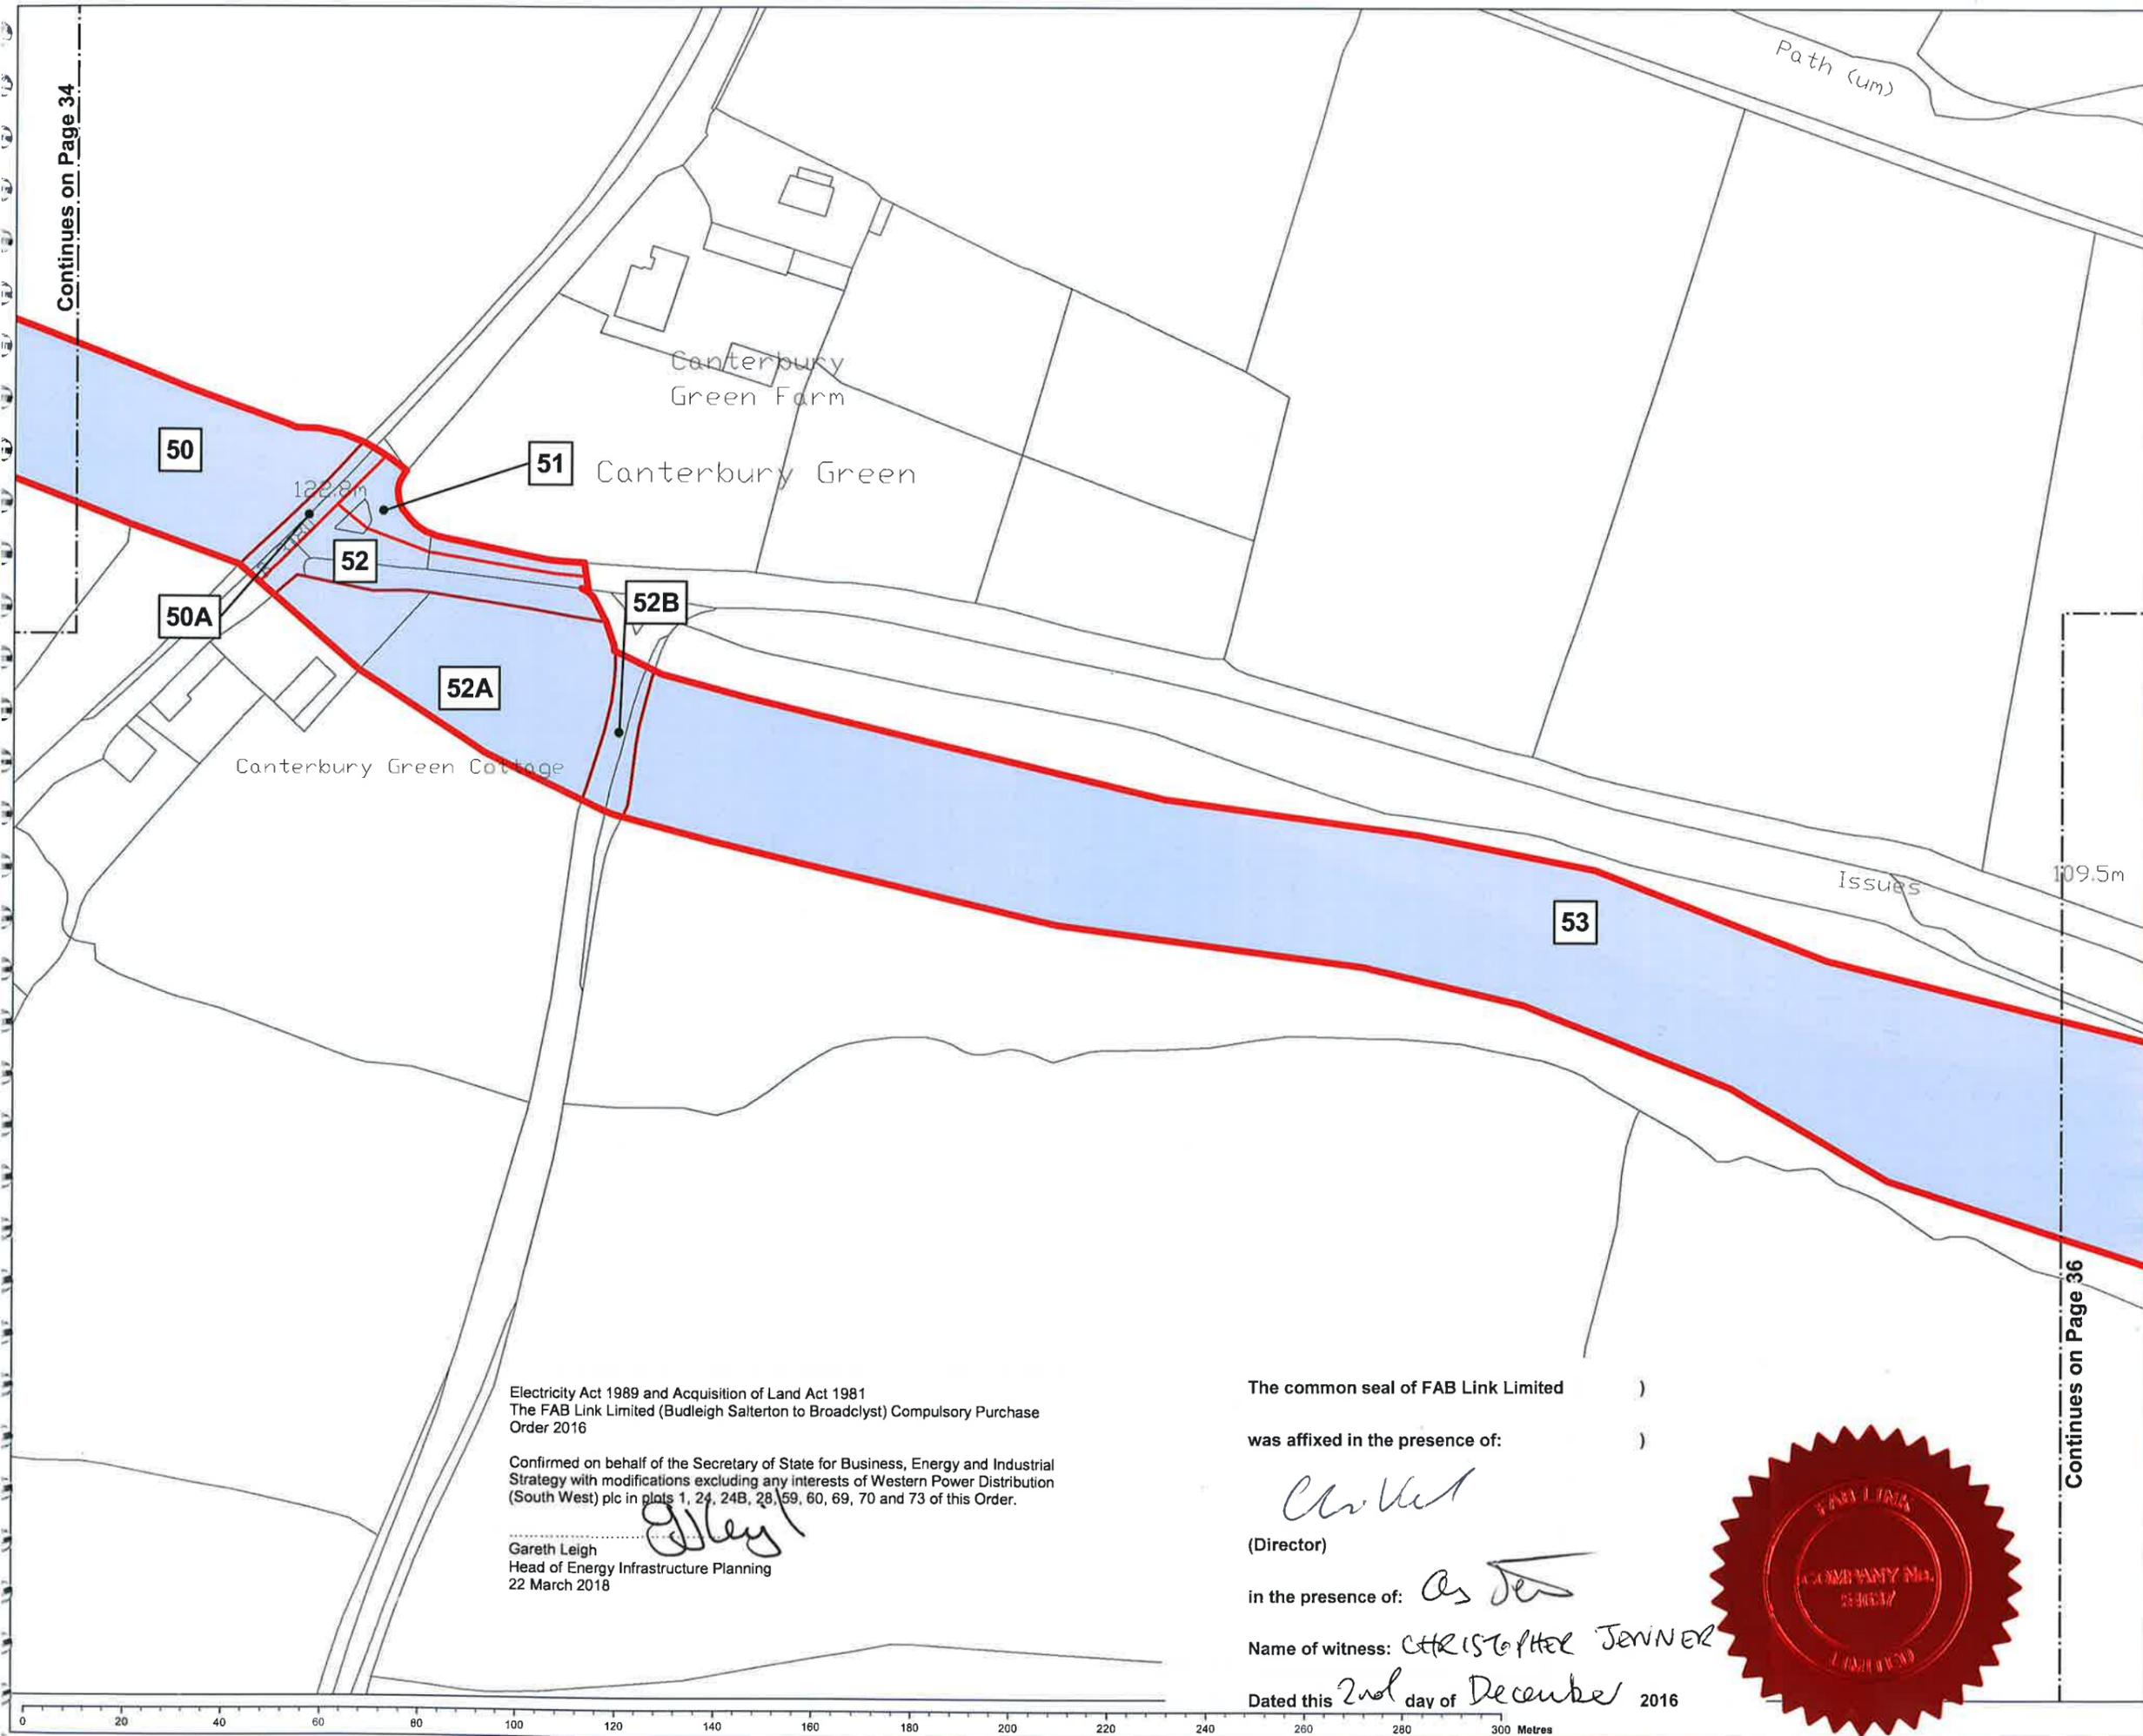 Path (um)
Continues on Page 34
Canterbury
Green Farm
50
51
Canterbury Green
122.8m
52
50A
52B
52A
Canterbury Green Cottage
Issues
109.5m
53
Continues on Page 36
Electricity Act 1989 and Acquisition of Land Act 1981
The FAB Link Limited (Budleigh Salterton to Broadclyst) Compulsory Purchase
Order 2016
Confirmed on behalf of the Secretary of State for Business, Energy and Industrial
Strategy with modifications excluding any interests of Western Power Distribution
(South West) plc in plots 1, 24, 24B, 28, 59, 60, 69, 70 and 73 of this Order.
Gareth Leigh
Head of Energy Infrastructure Planning
22 March 2018
The common seal of FAB Link Limited )
was affixed in the presence of: )
(Director)
in the presence of:
Name of witness: CHRISTOPHER JENNER
Dated this 2nd day of December 2016
FAB LINK
COMPANY No.
LIMITED
0 20 40 60 80 100 120 140 160 180 200 220 240 260 280 300 Metres